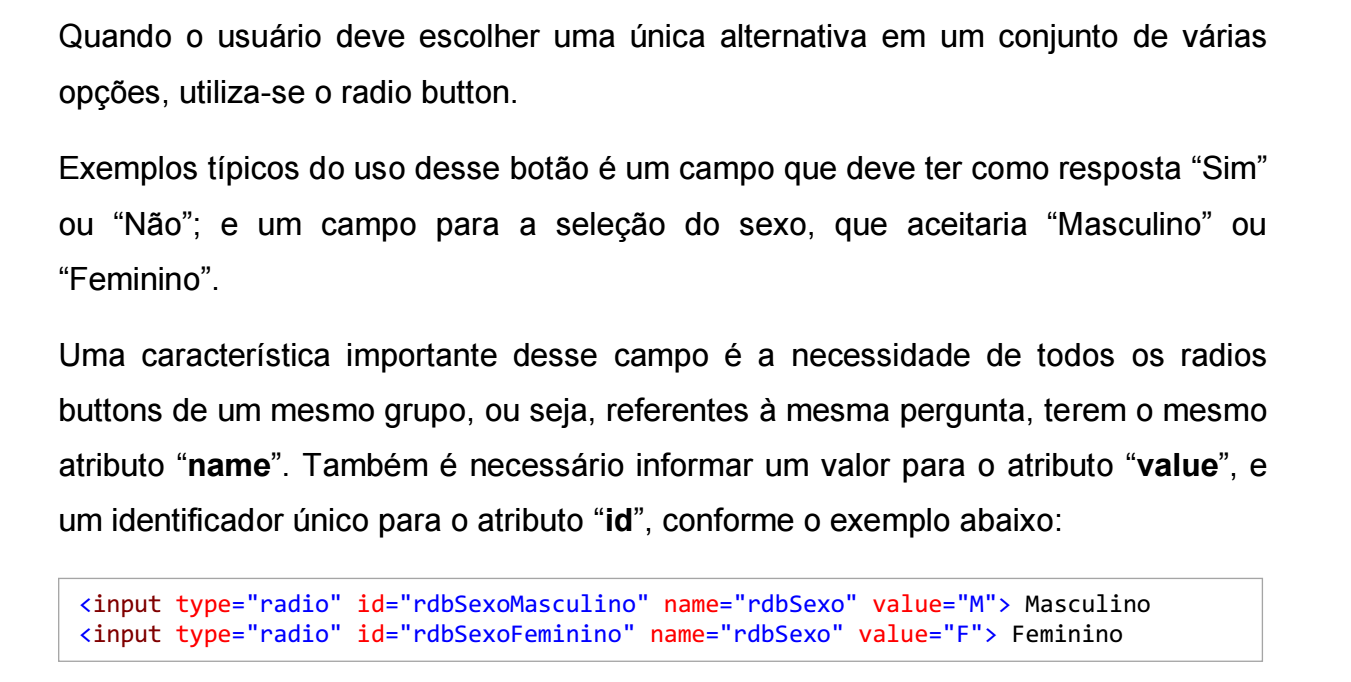 Quando o usuário deve escolher uma única alternativa em um conjunto de várias
opções, utiliza-se o radio button.
Exemplos típicos do uso desse botão é um campo que deve ter como resposta “Sim”
ou “Não”; e um campo para a seleção do sexo, que aceitaria “Masculino” ou
“Feminino”.
Uma característica importante desse campo é a necessidade de todos os radios
buttons de um mesmo grupo, ou seja, referentes à mesma pergunta, terem o mesmo
atributo “name”. Também é necessário informar um valor para o atributo “value”, e
um identificador único para o atributo “id”, conforme o exemplo abaixo:
<input type="radio" id="rdbSexoMasculino" name="rdbSexo" value="M"> Masculino
<input type="radio" id="rdbSexoFeminino" name="rdbSexo" value="F"> Feminino